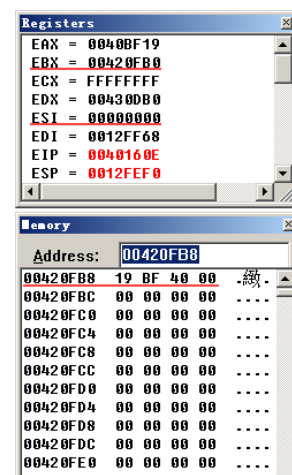 Registers
EAX = 0040BF19
EBX = 00420FB0
ECX = FFFFFFFF
EDX = 00430DB0
ESI = 00000000
EDI = 0012FF68
EIP = 0040160E
ESP = 0012FEF0
Memory
Address: 00420FB8
00420FB8 19 BF 40 00 .緻.
00420FBC 00 00 00 00 ....
00420FC0 00 00 00 00 ....
00420FC4 00 00 00 00 ....
00420FC8 00 00 00 00 ....
00420FCC 00 00 00 00 ....
00420FD0 00 00 00 00 ....
00420FD4 00 00 00 00 ....
00420FD8 00 00 00 00 ....
00420FDC 00 00 00 00 ....
00420FE0 00 00 00 00 ....